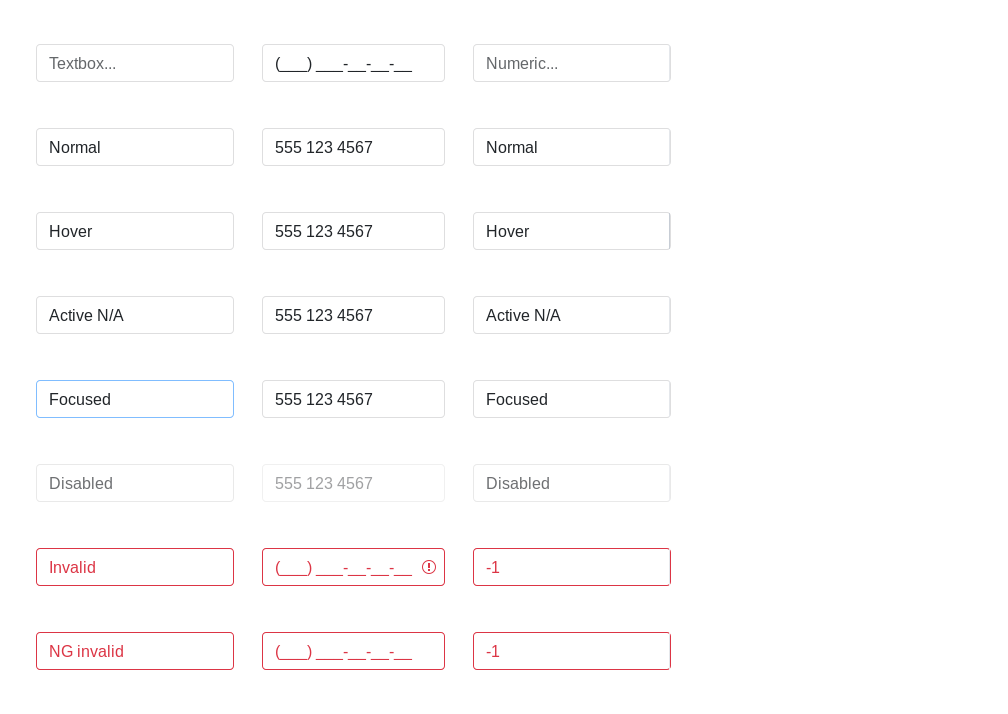 Textbox... (___) ___-__-__-__ Numeric...
Normal 555 123 4567 Normal
Hover 555 123 4567 Hover
Active N/A 555 123 4567 Active N/A
Focused 555 123 4567 Focused
Disabled 555 123 4567 Disabled
Invalid (___) ___-__-__-__ -1
NG invalid (___) ___-__-__-__ -1